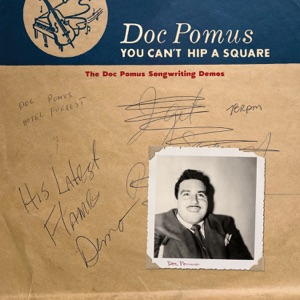 Doc Pomus
YOU CAN'T HIP A SQUARE
The Doc Pomus Songwriting Demos
DOC POMUS
HOTEL FORREST
His Latest
Flame
Demo
Doc Pomus